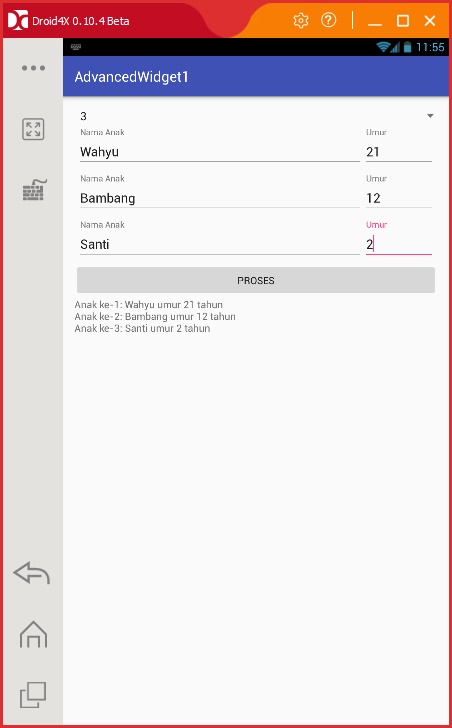 Droid4X 0.10.4 Beta
11:55
AdvancedWidget1
3
Nama Anak Umur
Wahyu 21
Nama Anak Umur
Bambang 12
Nama Anak Umur
Santi 2
PROSES
Anak ke-1: Wahyu umur 21 tahun
Anak ke-2: Bambang umur 12 tahun
Anak ke-3: Santi umur 2 tahun